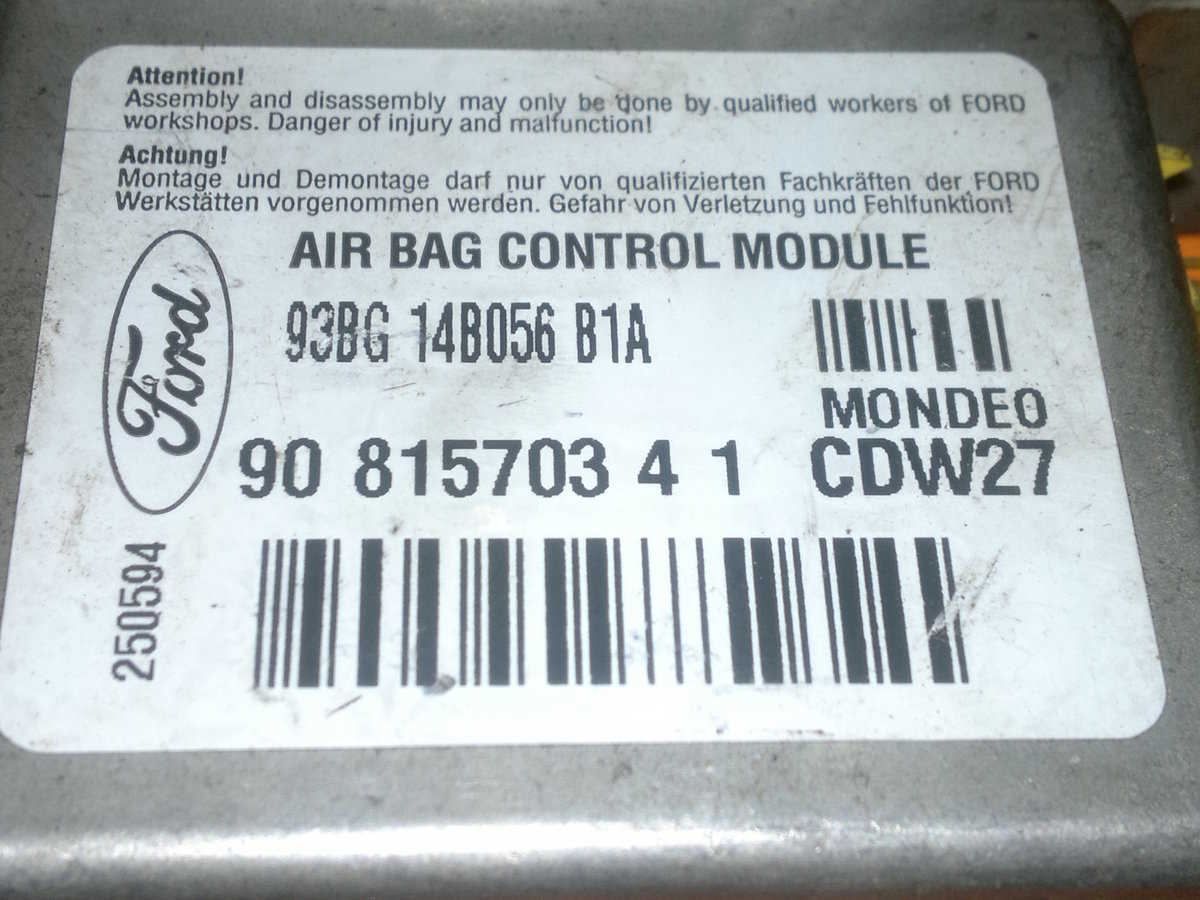 Attention!
Assembly and disassembly may only be done by qualified workers of FORD
workshops. Danger of injury and malfunction!
Achtung!
Montage und Demontage darf nur von qualifizierten Fachkräften der FORD
Werkstätten vorgenommen werden. Gefahr von Verletzung und Fehlfunktion!
AIR BAG CONTROL MODULE
Ford
93BG 14B056 B1A
MONDEO
90 815703 4 1 CDW27
250594